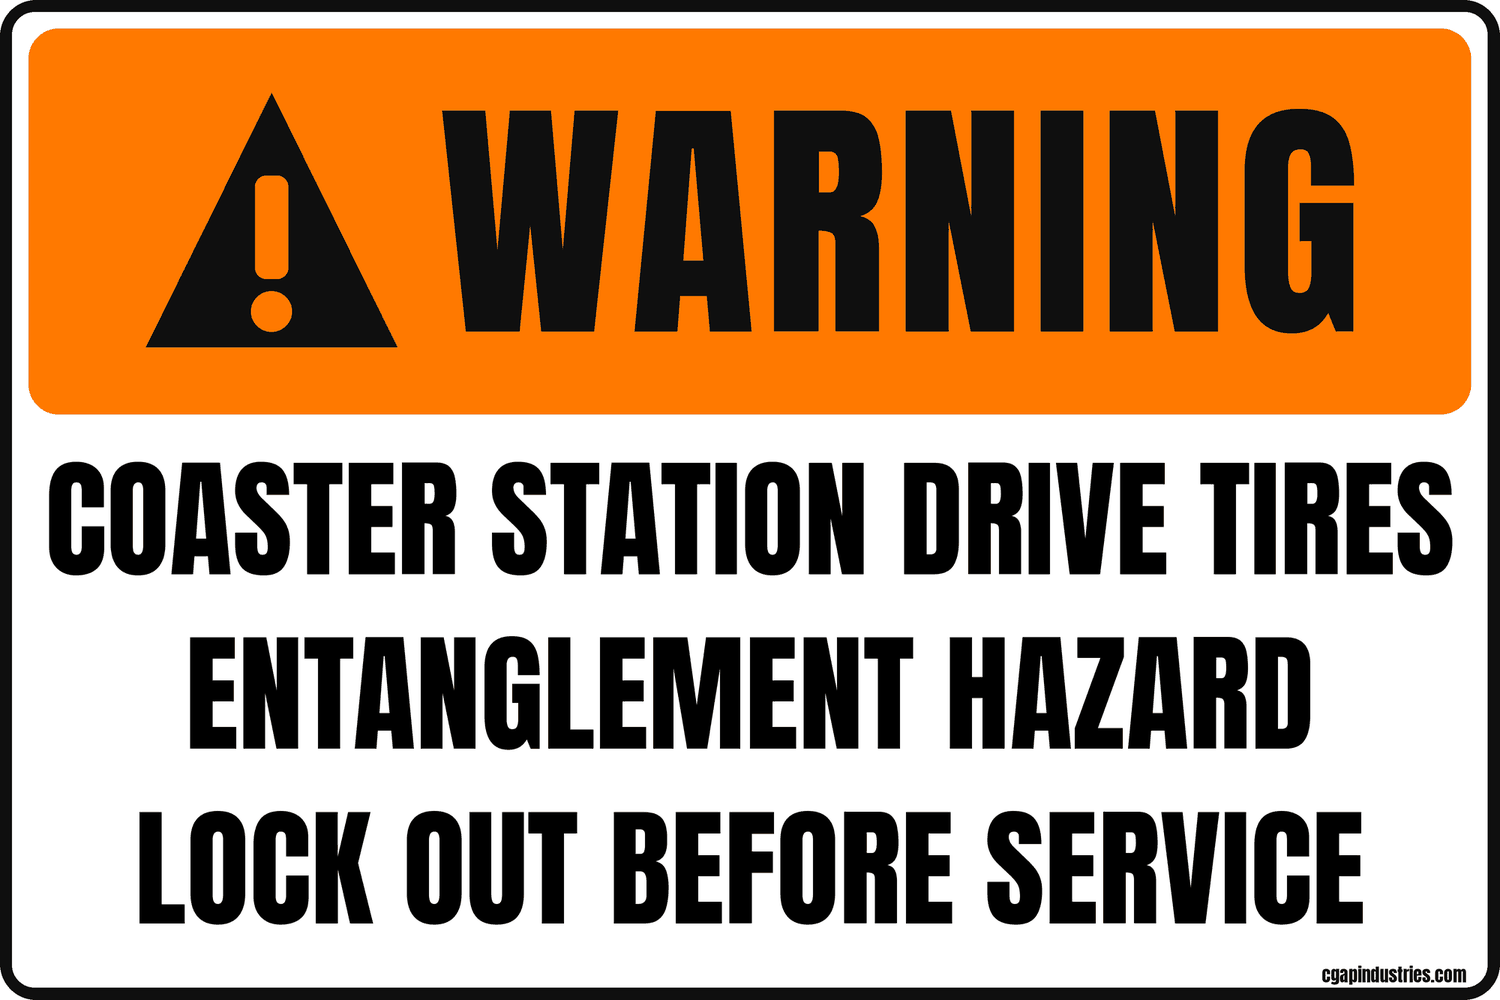 WARNING
COASTER STATION DRIVE TIRES
ENTANGLEMENT HAZARD
LOCK OUT BEFORE SERVICE
cgapindustries.com